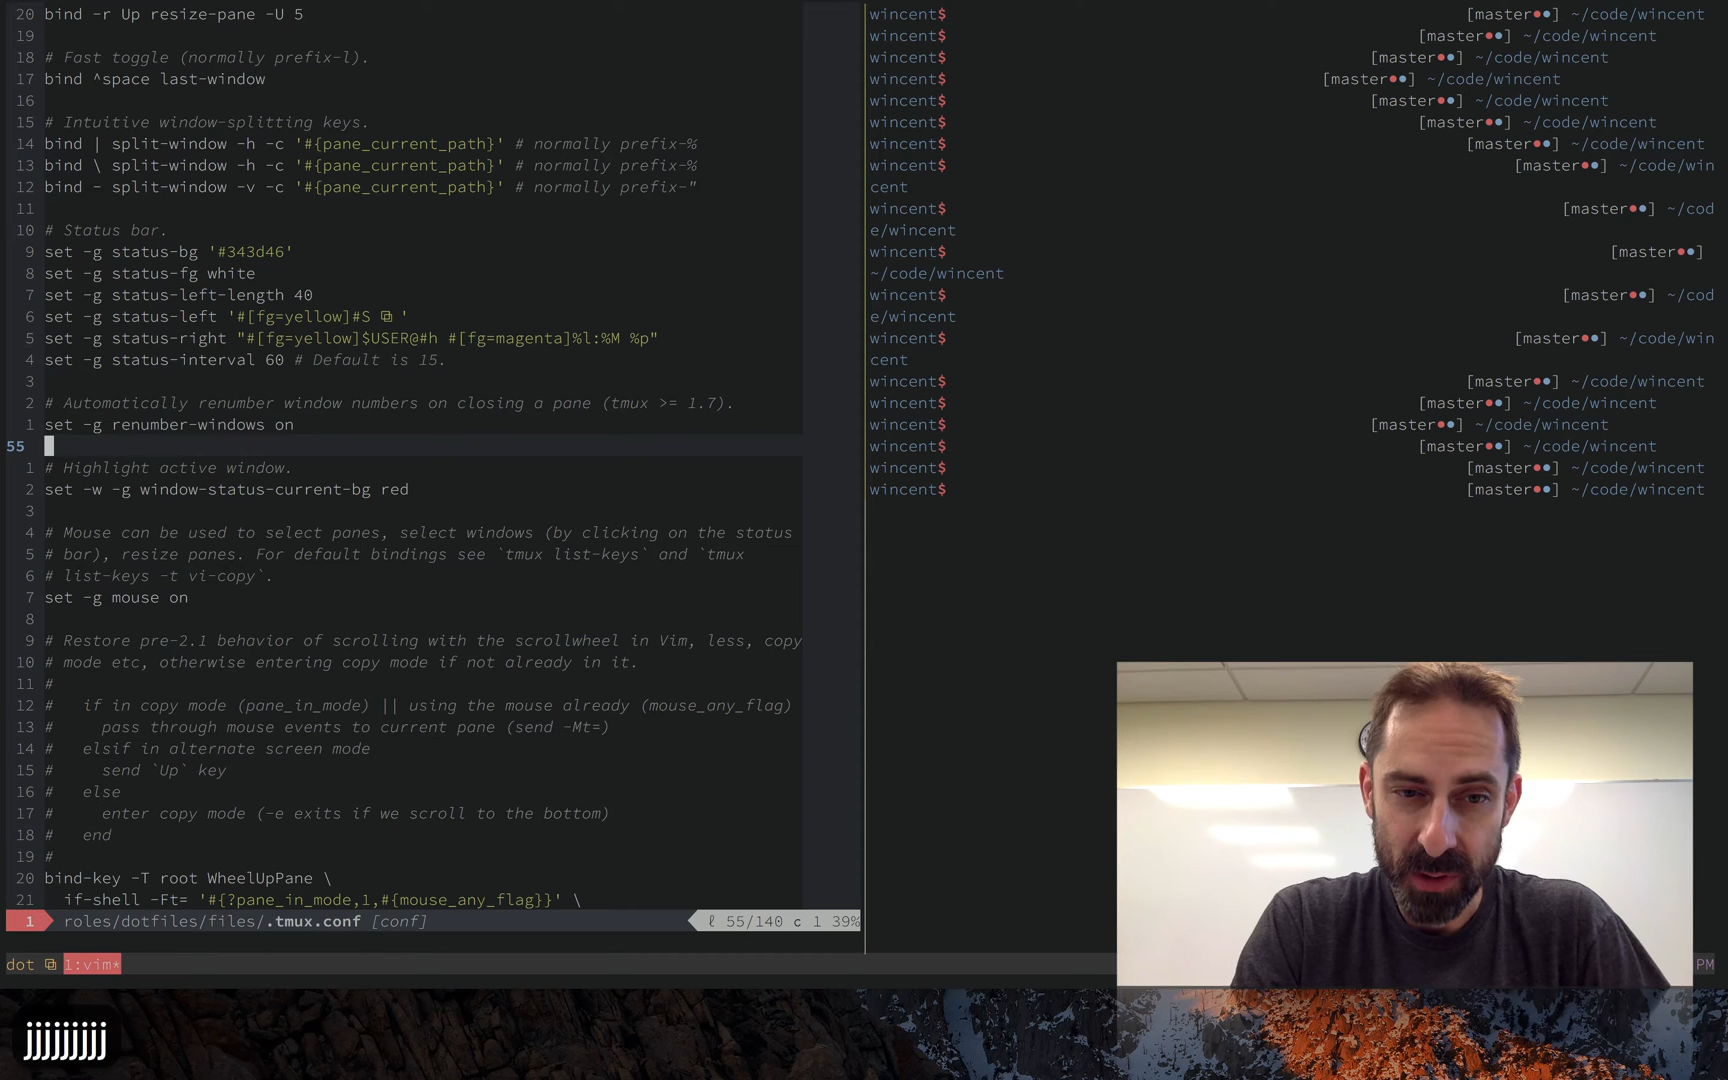 20 bind -r Up resize-pane -U 5
19
18 # Fast toggle (normally prefix-l).
17 bind ^space last-window
16
15 # Intuitive window-splitting keys.
14 bind | split-window -h -c '#{pane_current_path}' # normally prefix-%
13 bind \ split-window -h -c '#{pane_current_path}' # normally prefix-%
12 bind - split-window -v -c '#{pane_current_path}' # normally prefix-"
11
10 # Status bar.
9 set -g status-bg '#343d46'
8 set -g status-fg white
7 set -g status-left-length 40
6 set -g status-left '#[fg=yellow]#S ⧉ '
5 set -g status-right "#[fg=yellow]$USER@#h #[fg=magenta]%l:%M %p"
4 set -g status-interval 60 # Default is 15.
3
2 # Automatically renumber window numbers on closing a pane (tmux >= 1.7).
1 set -g renumber-windows on
55
1 # Highlight active window.
2 set -w -g window-status-current-bg red
3
4 # Mouse can be used to select panes, select windows (by clicking on the status
5 # bar), resize panes. For default bindings see `tmux list-keys` and `tmux
6 # list-keys -t vi-copy`.
7 set -g mouse on
8
9 # Restore pre-2.1 behavior of scrolling with the scrollwheel in Vim, less, copy
10 # mode etc, otherwise entering copy mode if not already in it.
11 #
12 #   if in copy mode (pane_in_mode) || using the mouse already (mouse_any_flag)
13 #     pass through mouse events to current pane (send -Mt=)
14 #   elsif in alternate screen mode
15 #     send `Up` key
16 #   else
17 #     enter copy mode (-e exits if we scroll to the bottom)
18 #   end
19 #
20 bind-key -T root WheelUpPane \
21   if-shell -Ft= '#{?pane_in_mode,1,#{mouse_any_flag}}' \
1 roles/dotfiles/files/.tmux.conf [conf] ℓ 55/140 c 1 39%
wincent$ [master●●] ~/code/wincent
wincent$ [master●●] ~/code/wincent
wincent$ [master●●] ~/code/wincent
wincent$ [master●●] ~/code/wincent
wincent$ [master●●] ~/code/wincent
wincent$ [master●●] ~/code/wincent
wincent$ [master●●] ~/code/wincent
wincent$ [master●●] ~/code/win
cent
wincent$ [master●●] ~/cod
e/wincent
wincent$ [master●●]
~/code/wincent
wincent$ [master●●] ~/cod
e/wincent
wincent$ [master●●] ~/code/win
cent
wincent$ [master●●] ~/code/wincent
wincent$ [master●●] ~/code/wincent
wincent$ [master●●] ~/code/wincent
wincent$ [master●●] ~/code/wincent
wincent$ [master●●] ~/code/wincent
wincent$ [master●●] ~/code/wincent
dot ⧉ 1:vim* PM
jjjjjjjjj